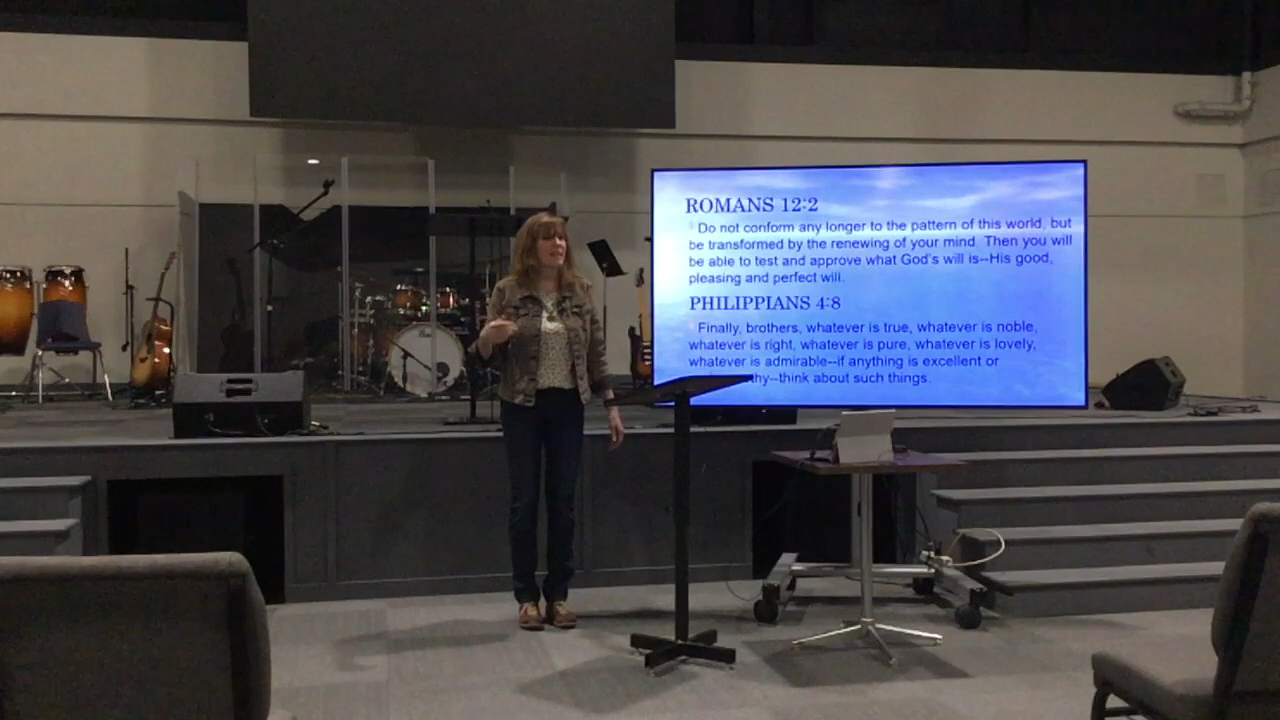 ROMANS 12:2
Do not conform any longer to the pattern of this world, but
be transformed by the renewing of your mind. Then you will
be able to test and approve what God's will is--His good,
pleasing and perfect will.
PHILIPPIANS 4:8
Finally, brothers, whatever is true, whatever is noble,
whatever is right, whatever is pure, whatever is lovely,
whatever is admirable--if anything is excellent or
thy--think about such things.